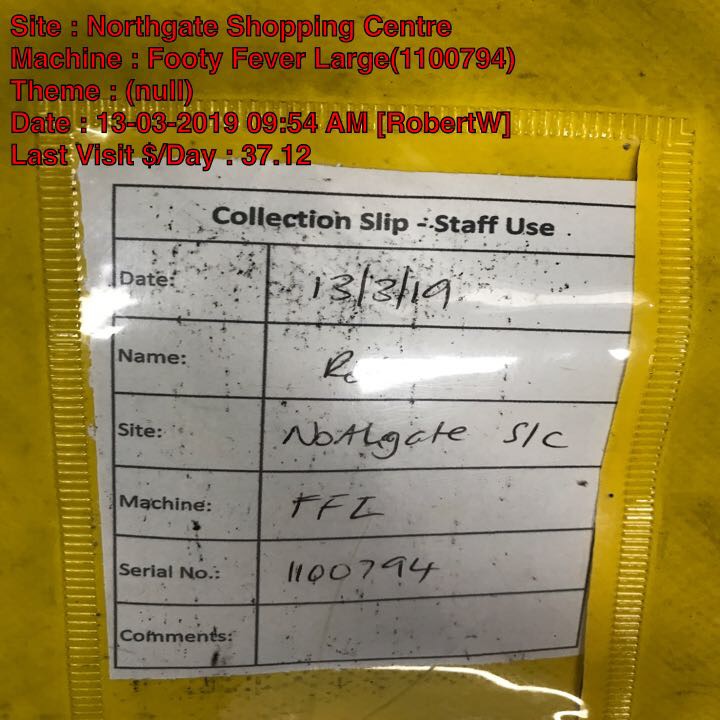 Site : Northgate Shopping Centre
Machine : Footy Fever Large(1100794)
Theme : (null)
Date : 13-03-2019 09:54 AM [RobertW]
Last Visit $/Day : 37.12
Collection Slip - Staff Use
Date: 13/3/19
Name:
Site: Northgate S/C
Machine: FFL
Serial No.: 1100794
Comments: